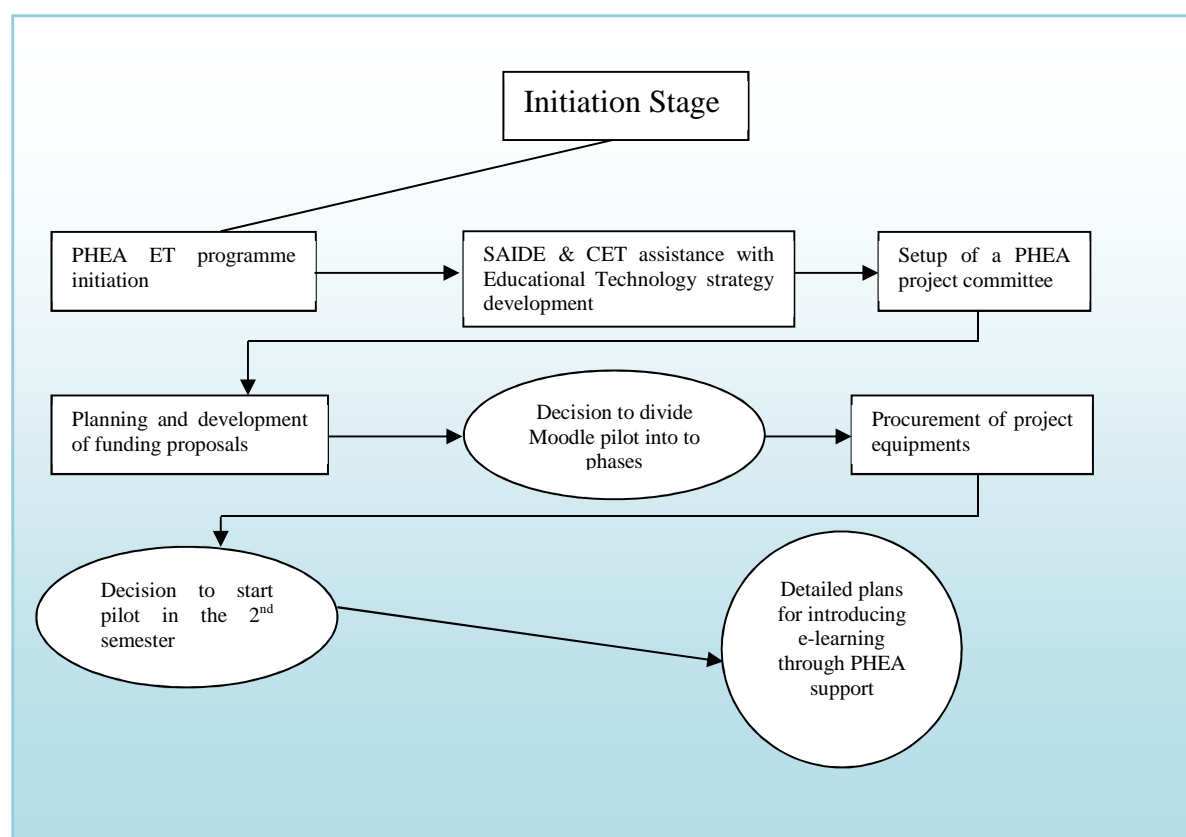 Initiation Stage
PHEA ET programme
initiation
SAIDE & CET assistance with
Educational Technology strategy
development
Setup of a PHEA
project committee
Planning and development
of funding proposals
Decision to divide
Moodle pilot into to
phases
Procurement of project
equipments
Decision to start
pilot in the 2nd
semester
Detailed plans
for introducing
e-learning
through PHEA
support